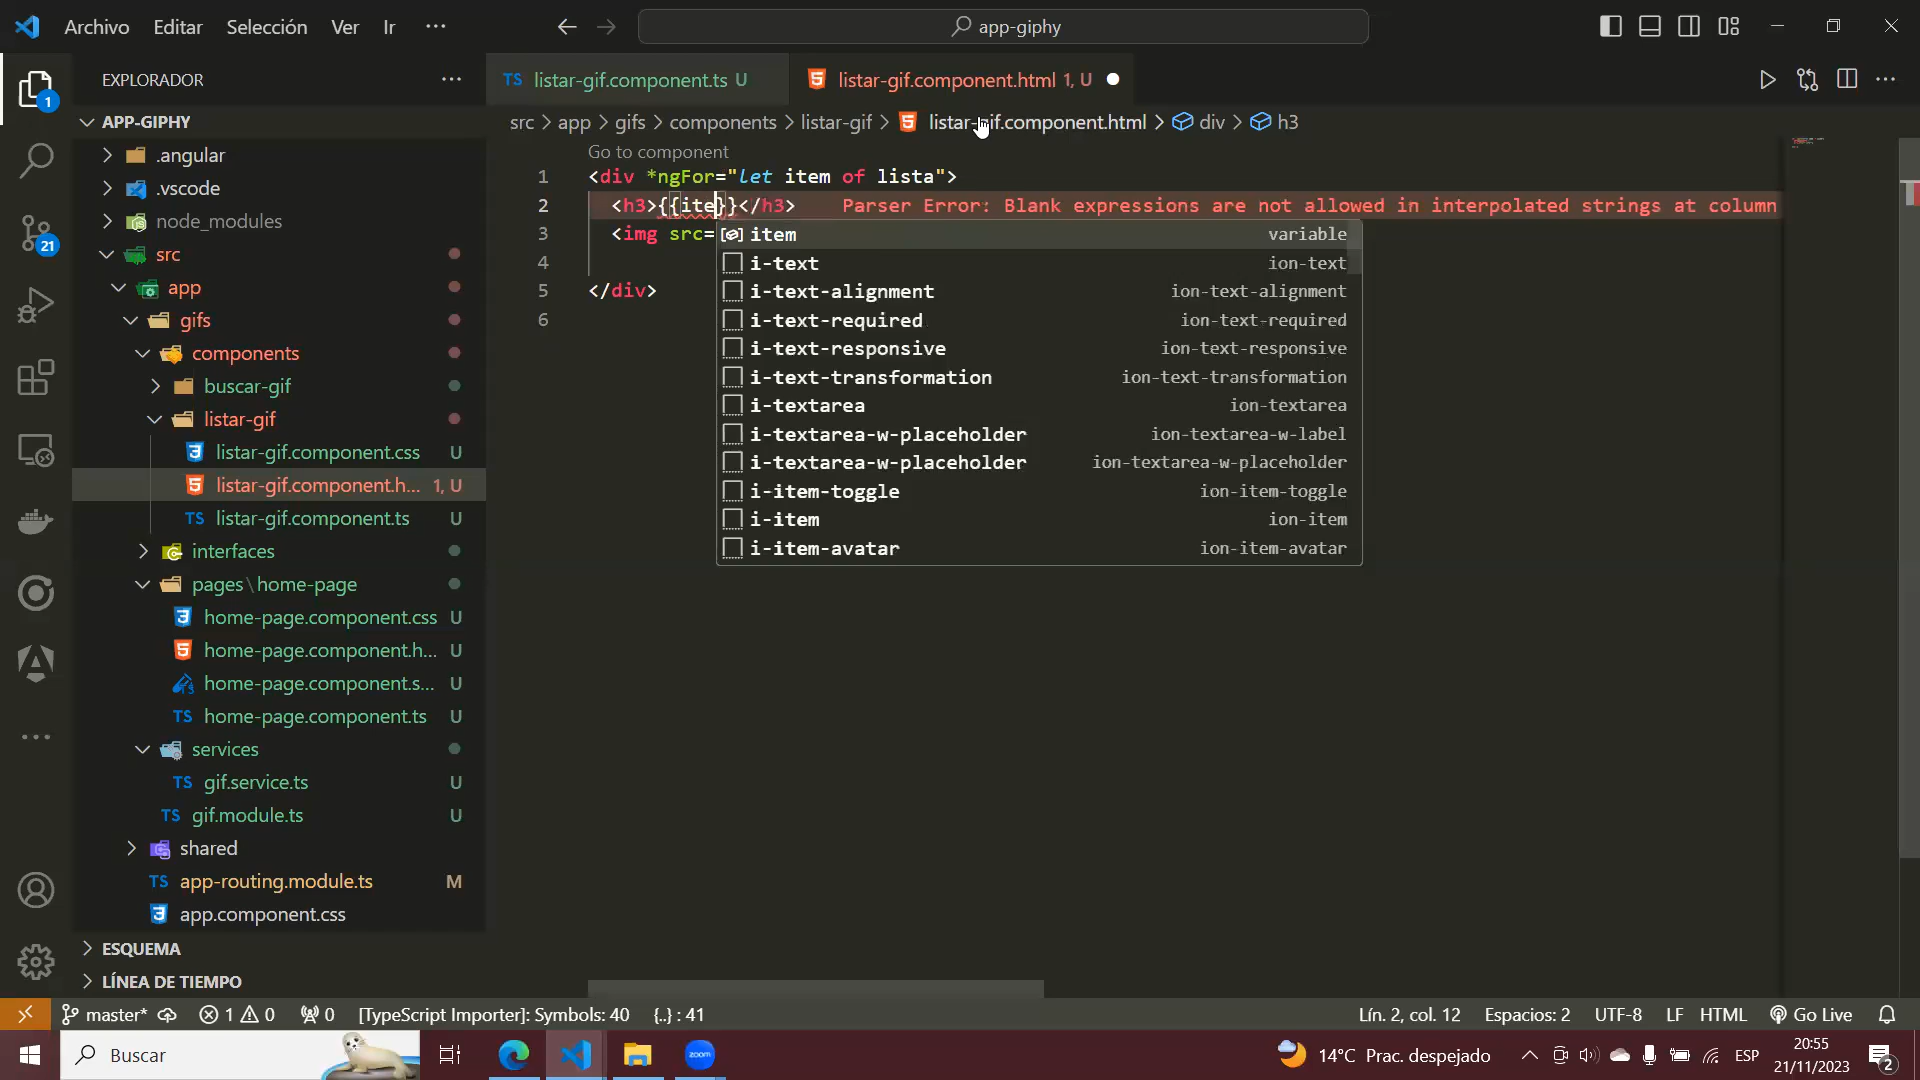 Archivo Editar Selección Ver Ir ··· app-giphy
EXPLORADOR ···
APP-GIPHY
.angular
.vscode
node_modules
src
app
gifs
components
buscar-gif
listar-gif
listar-gif.component.css U
listar-gif.component.h... 1, U
listar-gif.component.ts U
interfaces
pages\home-page
home-page.component.css U
home-page.component.h... U
home-page.component.s... U
TS home-page.component.ts U
services
TS gif.service.ts U
TS gif.module.ts U
shared
TS app-routing.module.ts M
app.component.css
ESQUEMA
LÍNEA DE TIEMPO
1
21
TS listar-gif.component.ts U listar-gif.component.html 1, U
src > app > gifs > components > listar-gif > listar-gif.component.html > div > h3
Go to component
1 <div *ngFor="let item of lista">
2 <h3>{{ite}}</h3> Parser Error: Blank expressions are not allowed in interpolated strings at column
3 <img src=
4
5 </div>
6
item variable
i-text ion-text
i-text-alignment ion-text-alignment
i-text-required ion-text-required
i-text-responsive ion-text-responsive
i-text-transformation ion-text-transformation
i-textarea ion-textarea
i-textarea-w-placeholder ion-textarea-w-label
i-textarea-w-placeholder ion-textarea-w-placeholder
i-item-toggle ion-item-toggle
i-item ion-item
i-item-avatar ion-item-avatar
master* 1 0 0 [TypeScript Importer]: Symbols: 40 {..} : 41 Lín. 2, col. 12 Espacios: 2 UTF-8 LF HTML Go Live
Buscar zoom 14°C Prac. despejado ESP 20:55
21/11/2023 2